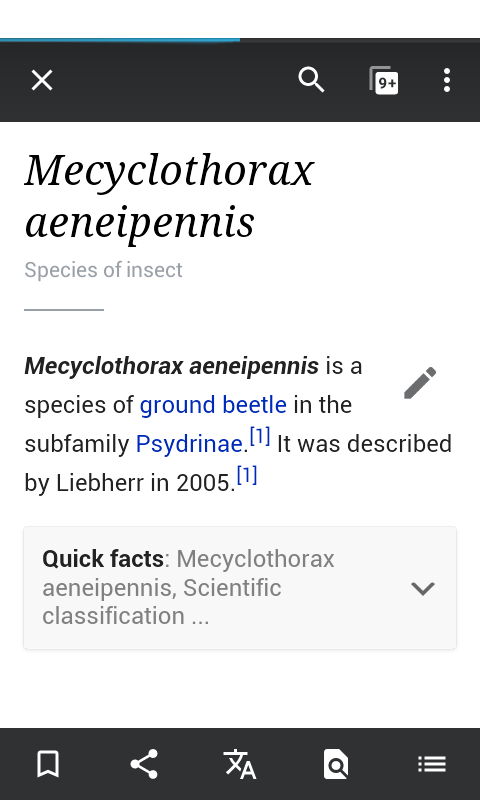 9+
Mecyclothorax
aeneipennis
Species of insect
Mecyclothorax aeneipennis is a
species of ground beetle in the
subfamily Psydrinae.[1] It was described
by Liebherr in 2005.[1]
Quick facts: Mecyclothorax
aeneipennis, Scientific
classification ...